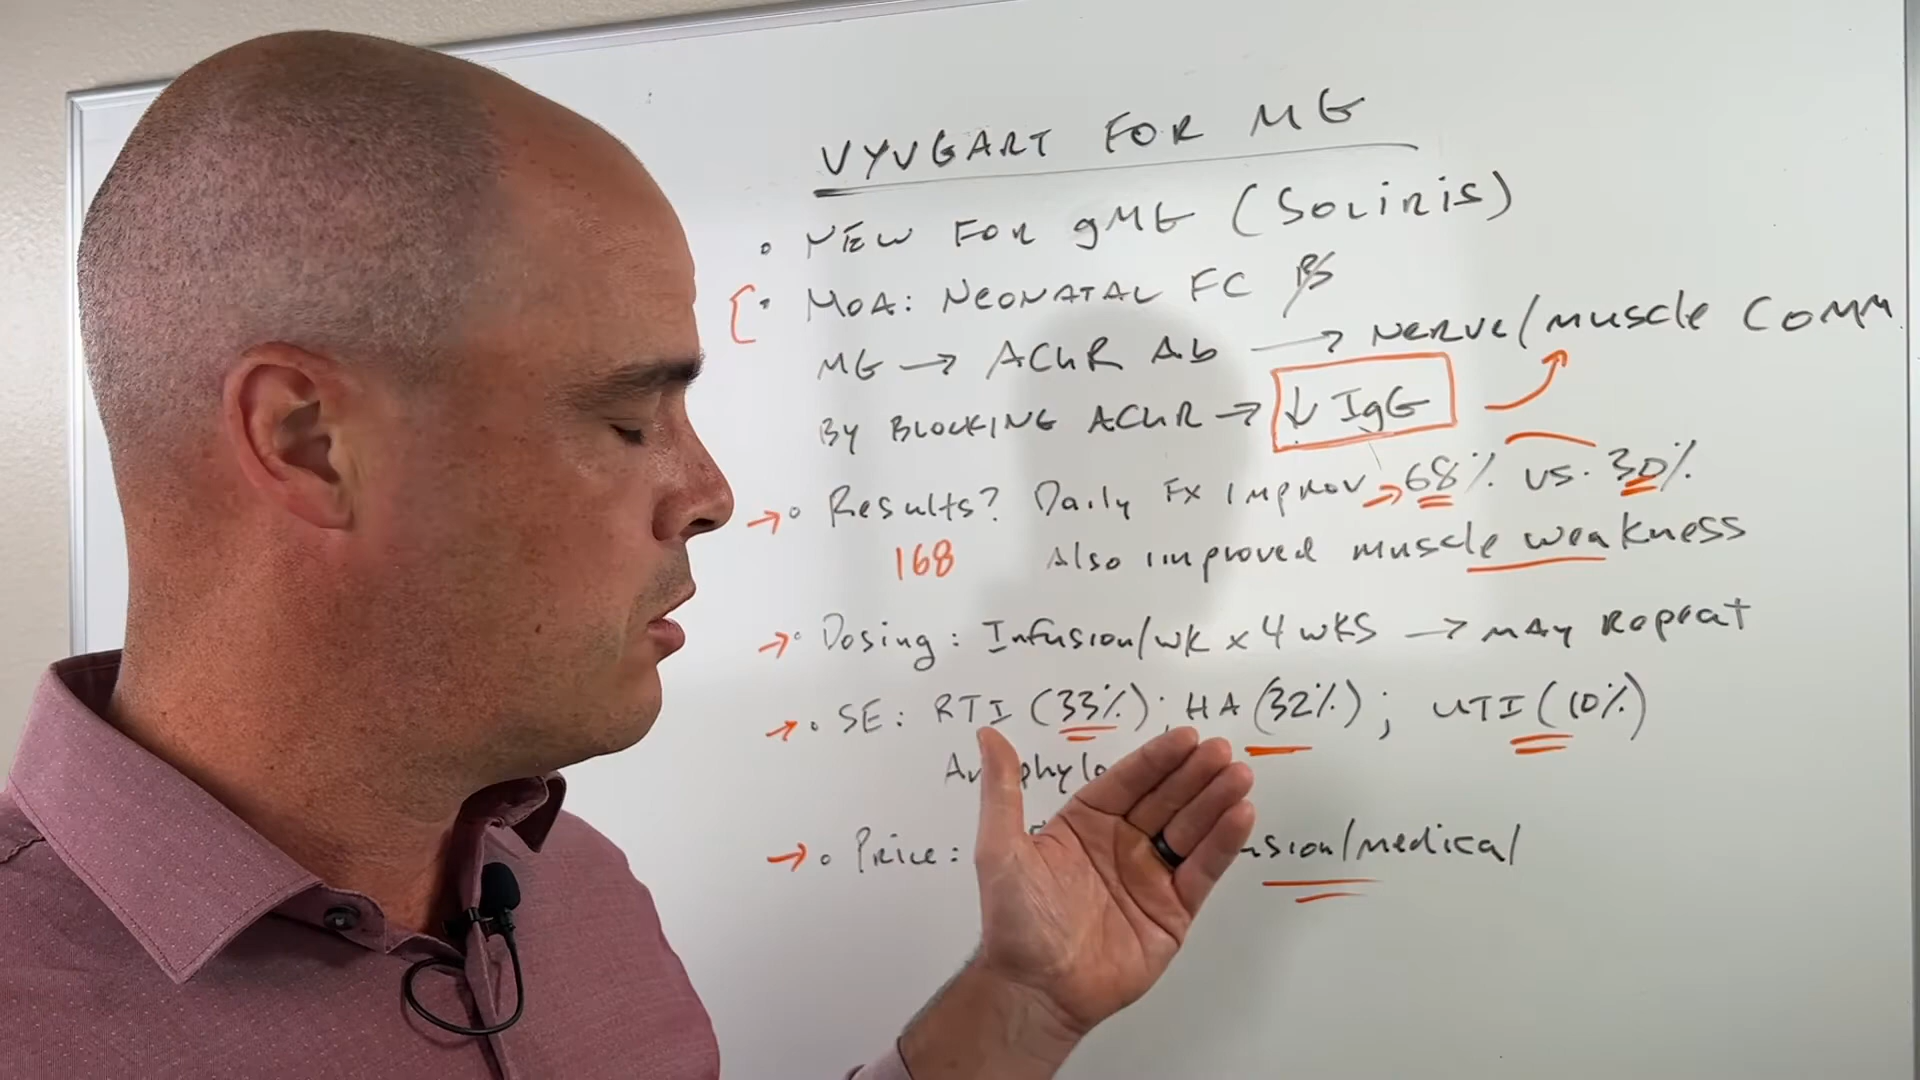 VYVGART FOR MG
• NEW FOR gMG (SOLIRIS)
• MOA: NEONATAL FC
MG → AChR Ab → NERVE/MUSCLE COMM
BY BLOCKING AChR → ↓ IgG
→ • Results? Daily FX Improv → 68% vs. 30%
168 Also improved muscle weakness
→ • Dosing: Infusion/wk x 4 wks → MAY Repeat
→ • SE: RTI (33%); HA (32%); UTI (10%)
→ • Price: /medical